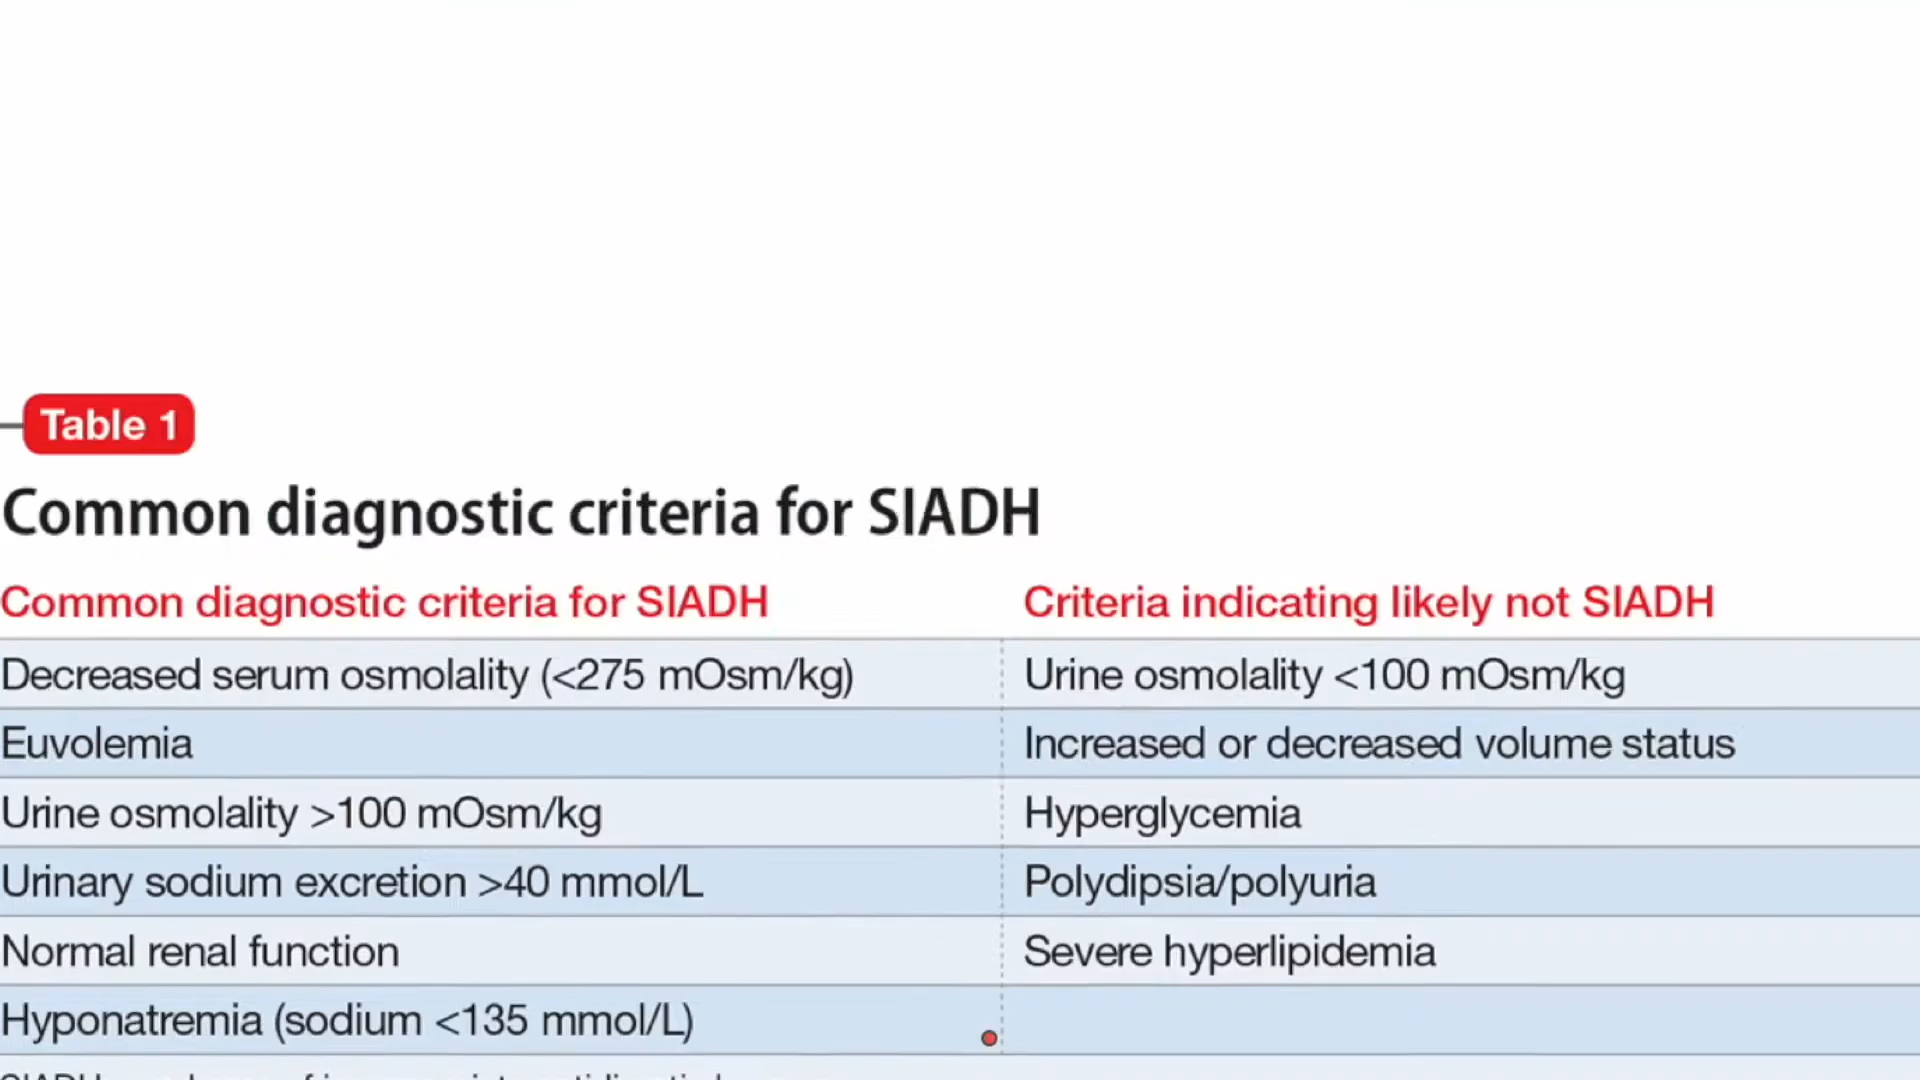 Table 1
Common diagnostic criteria for SIADH
Common diagnostic criteria for SIADH Criteria indicating likely not SIADH
Decreased serum osmolality (<275 mOsm/kg) Urine osmolality <100 mOsm/kg
Euvolemia Increased or decreased volume status
Urine osmolality >100 mOsm/kg Hyperglycemia
Urinary sodium excretion >40 mmol/L Polydipsia/polyuria
Normal renal function Severe hyperlipidemia
Hyponatremia (sodium <135 mmol/L)